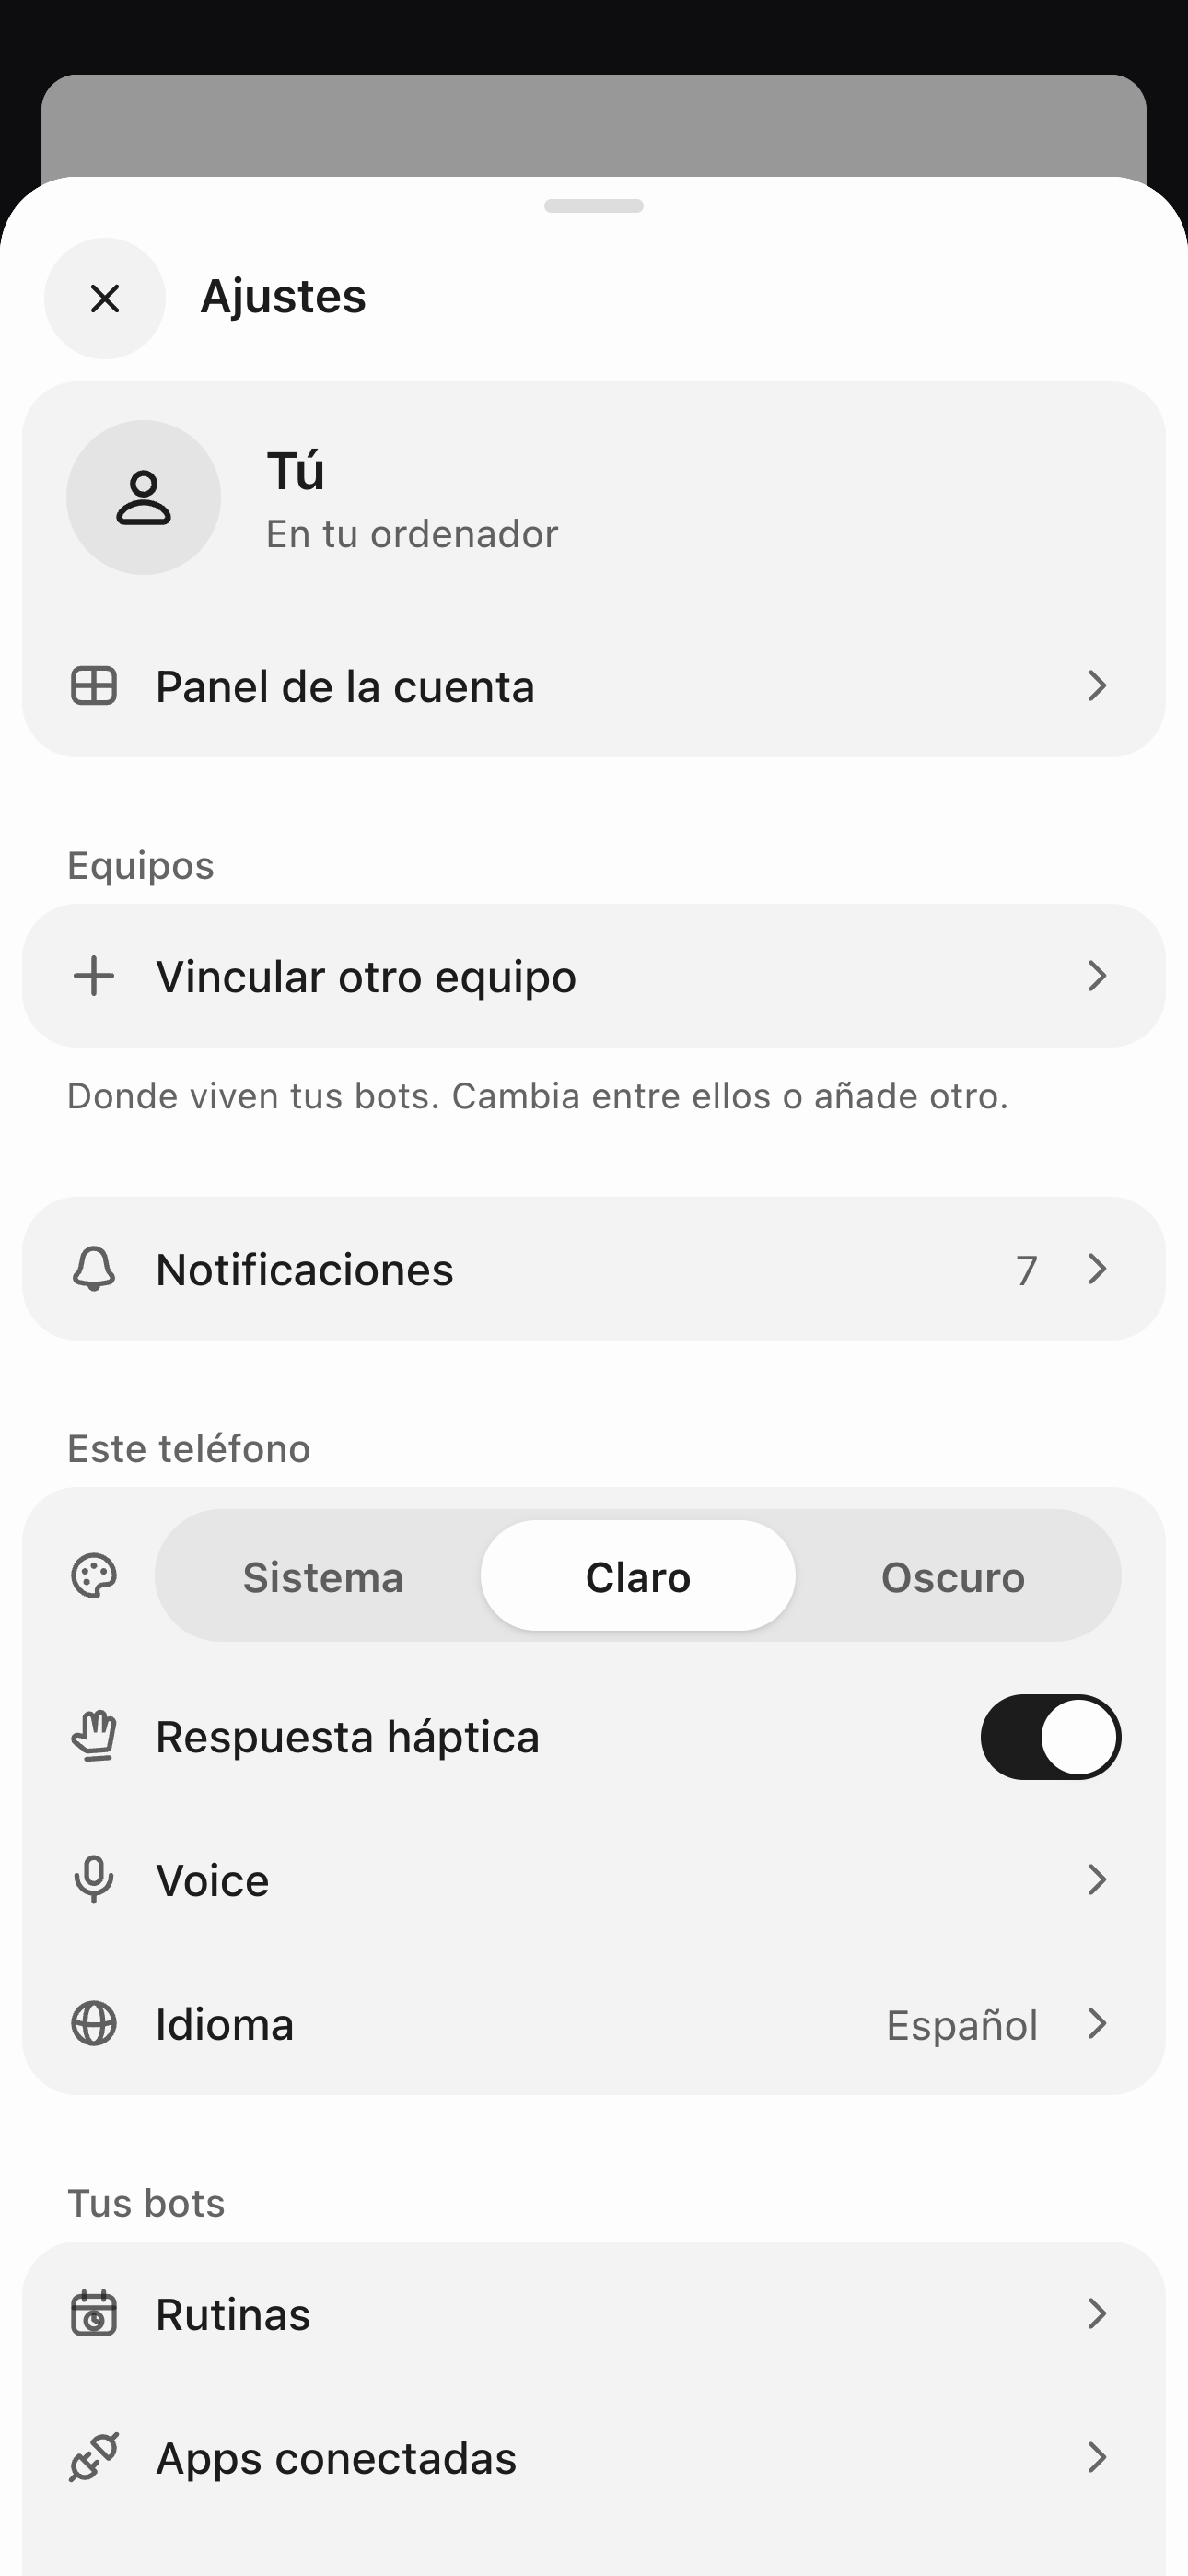 Ajustes
Tú
En tu ordenador
Panel de la cuenta
Equipos
Vincular otro equipo
Donde viven tus bots. Cambia entre ellos o añade otro.
Notificaciones 7
Este teléfono
Sistema Claro Oscuro
Respuesta háptica
Voice
Idioma Español
Tus bots
Rutinas
Apps conectadas